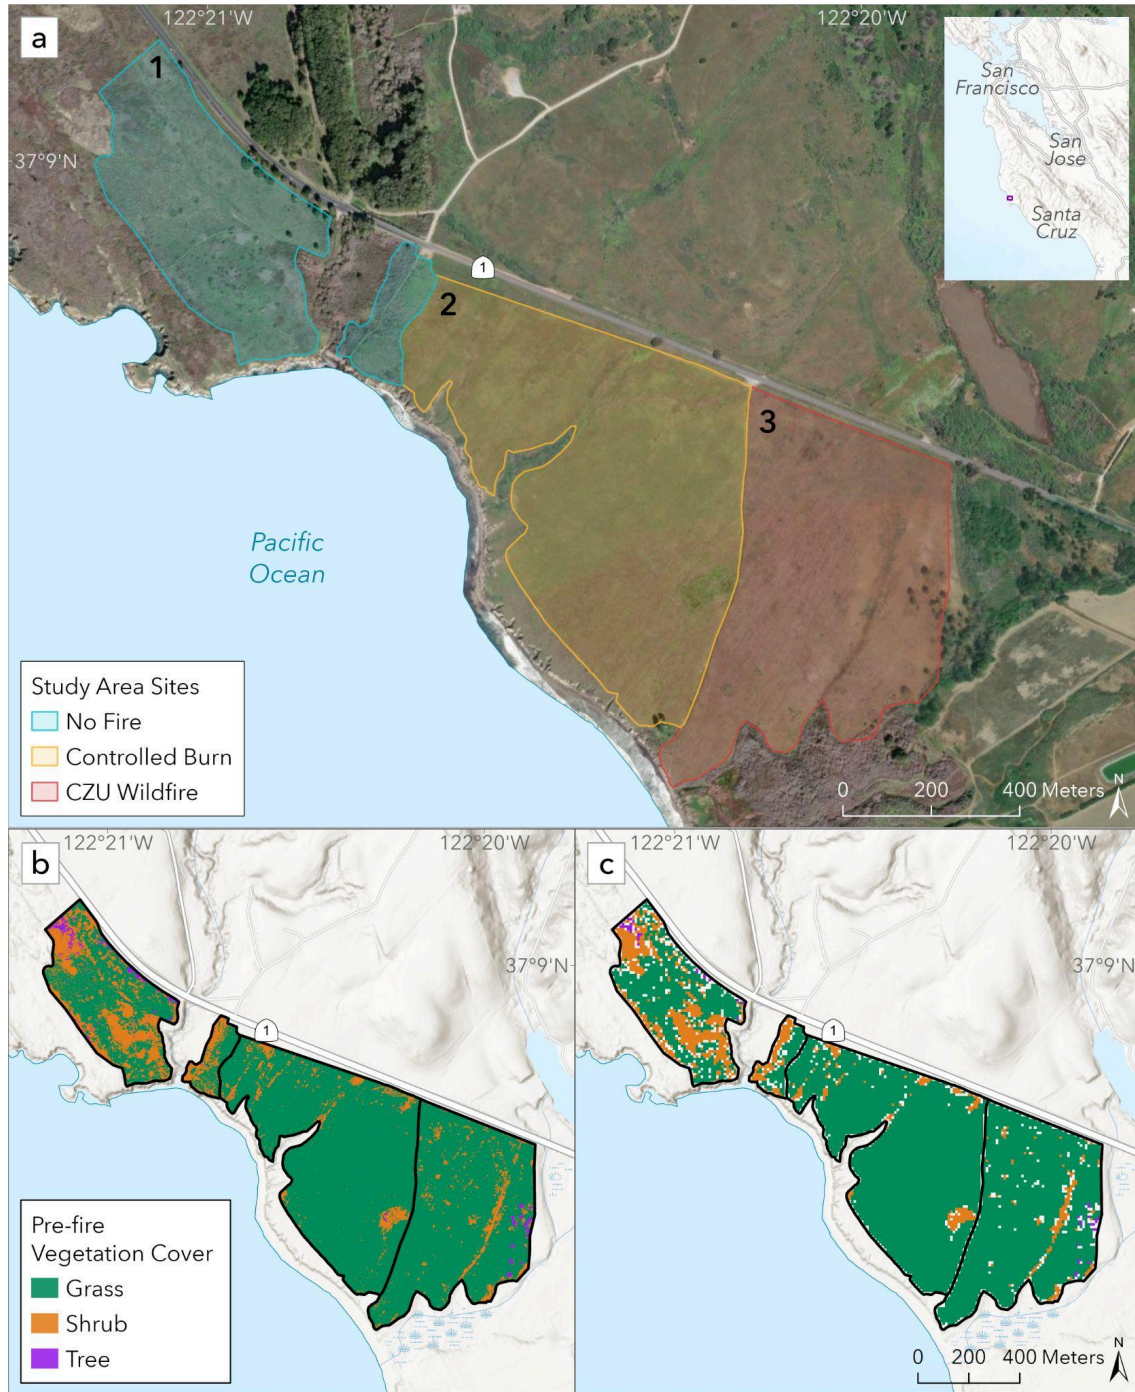 a
122°21'W
122°20'W
1
San
Francisco
San
Jose
Santa
Cruz
37°9'N
1
2
3
Pacific
Ocean
Study Area Sites
No Fire
Controlled Burn
CZU Wildfire
0 200 400 Meters
N
b
122°21'W
122°20'W
1
Pre-fire
Vegetation Cover
Grass
Shrub
Tree
c
122°21'W
122°20'W
37°9'N
37°9'N
1
0 200 400 Meters
N